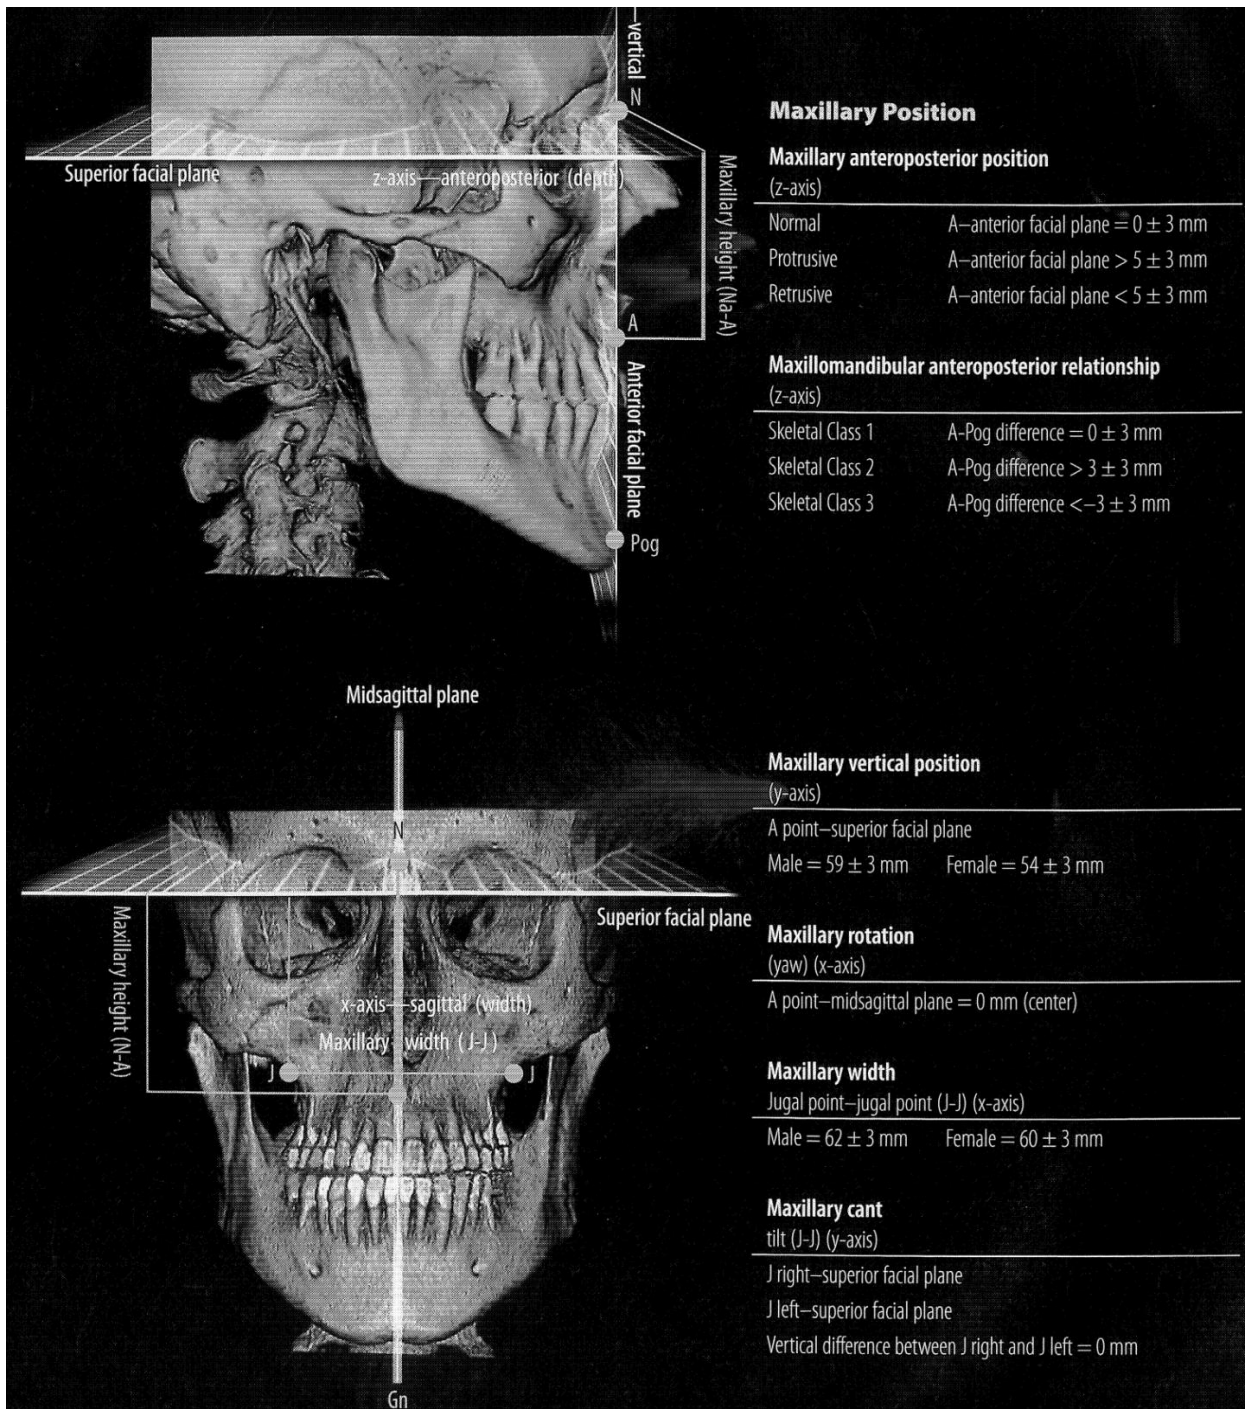 vertical
N
Superior facial plane
z-axis—anteroposterior (depth)
Maxillary height (Na-A)
A
Anterior facial plane
Pog
Maxillary Position
Maxillary anteroposterior position
(z-axis)
Normal A–anterior facial plane = 0 ± 3 mm
Protrusive A–anterior facial plane > 5 ± 3 mm
Retrusive A–anterior facial plane < 5 ± 3 mm
Maxillomandibular anteroposterior relationship
(z-axis)
Skeletal Class 1 A-Pog difference = 0 ± 3 mm
Skeletal Class 2 A-Pog difference > 3 ± 3 mm
Skeletal Class 3 A-Pog difference <–3 ± 3 mm
Midsagittal plane
N
Superior facial plane
Maxillary height (N-A)
x-axis—sagittal (width)
Maxillary width (J-J)
J
J
A
Gn
Maxillary vertical position
(y-axis)
A point–superior facial plane
Male = 59 ± 3 mm Female = 54 ± 3 mm
Maxillary rotation
(yaw) (x-axis)
A point–midsagittal plane = 0 mm (center)
Maxillary width
Jugal point–jugal point (J-J) (x-axis)
Male = 62 ± 3 mm Female = 60 ± 3 mm
Maxillary cant
tilt (J-J) (y-axis)
J right–superior facial plane
J left–superior facial plane
Vertical difference between J right and J left = 0 mm